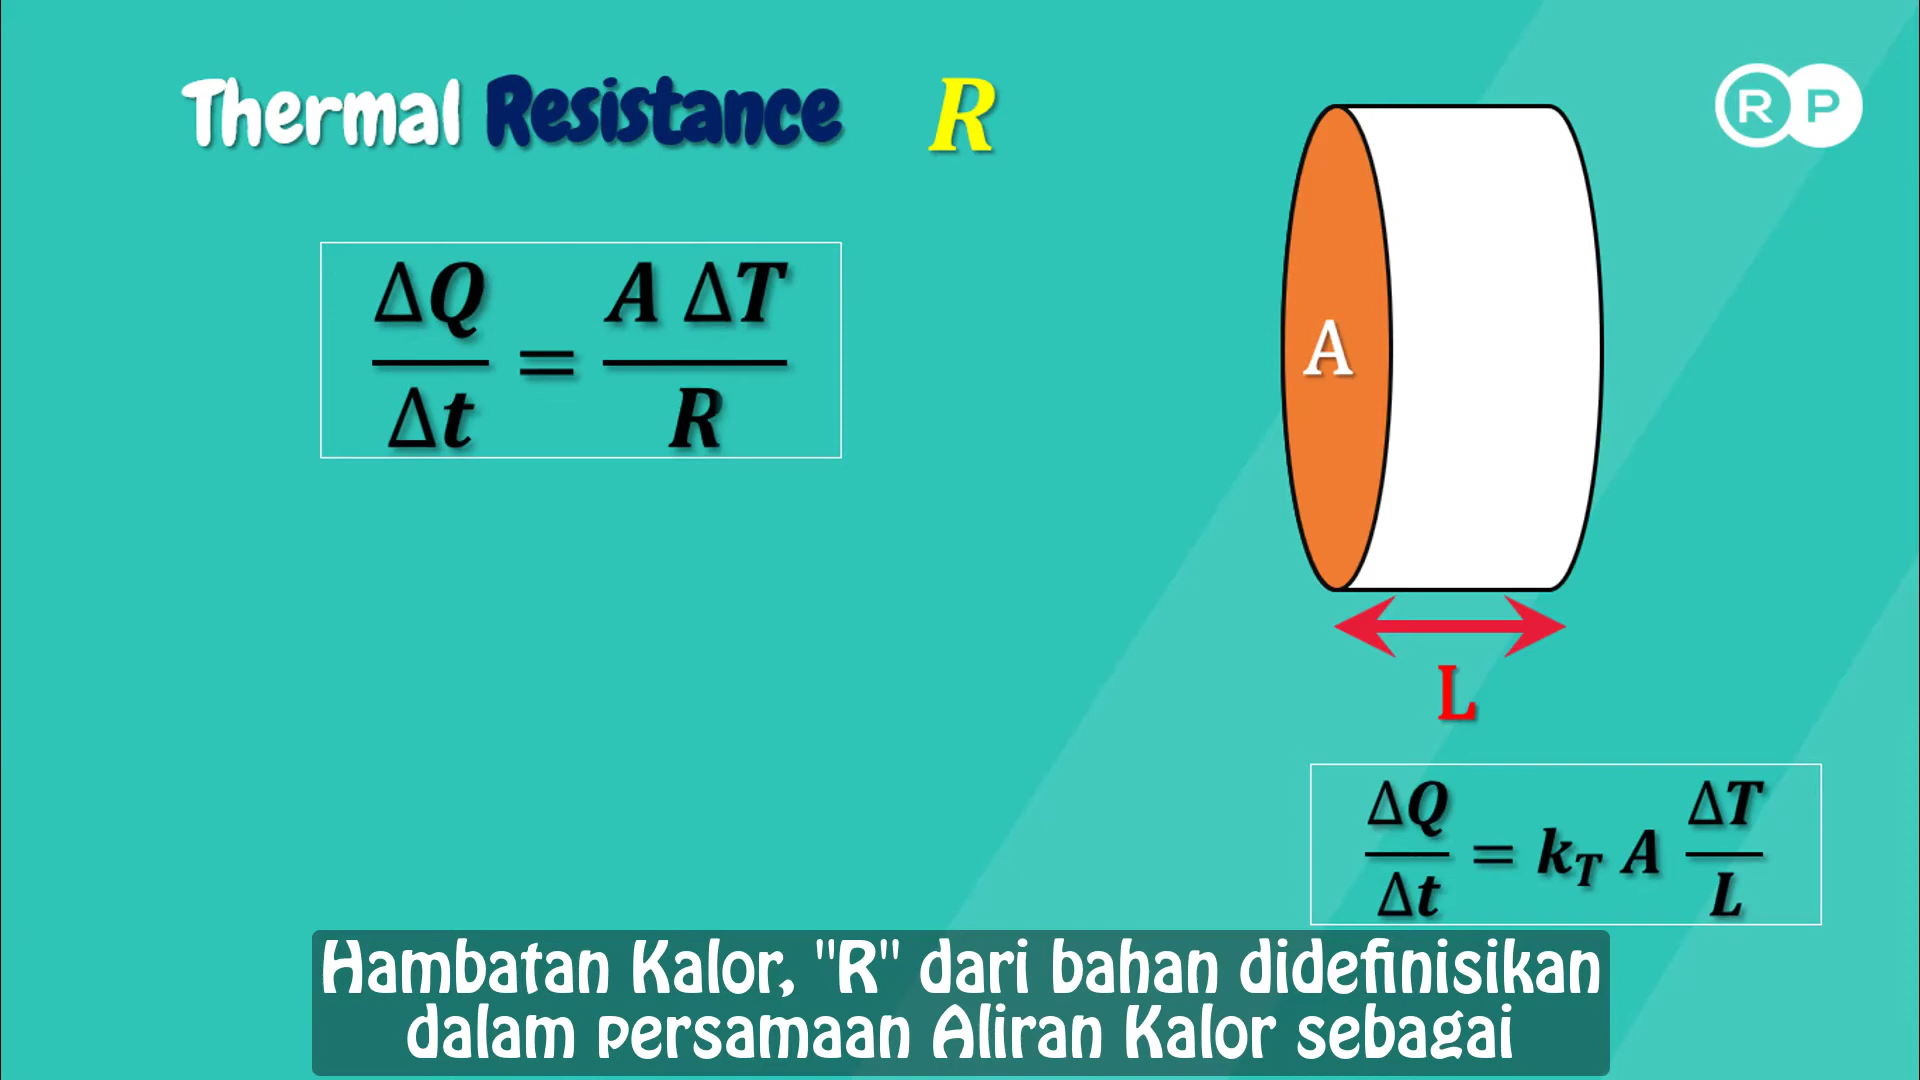 Thermal Resistance R
RP
ΔQ/Δt = A ΔT/R
A
L
ΔQ/Δt = k_T A ΔT/L
Hambatan Kalor, "R" dari bahan didefinisikan
dalam persamaan Aliran Kalor sebagai